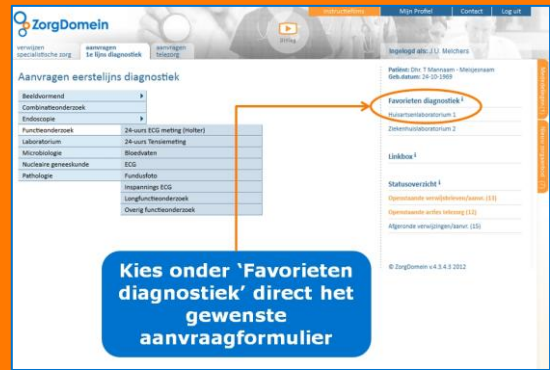 Instructiefilms
Mijn Profiel
Contact
Log uit
ZorgDomein
Uitleg
verwijzen
specialistische zorg
aanvragen
1e lijns diagnostiek
aanvragen
telezorg
Ingelogd als: J.U. Melchers
Aanvragen eerstelijns diagnostiek
Beeldvormend
Combinatieonderzoek
Endoscopie
Functieonderzoek
Laboratorium
Microbiologie
Nucleaire geneeskunde
Pathologie
24-uurs ECG meting (Holter)
24-uurs Tensiemeting
Bloedvaten
ECG
Fundusfoto
Inspannings ECG
Longfunctieonderzoek
Overig functieonderzoek
Patiënt: Dhr. T Mannaam - Meisjesnaam
Geb.datum: 24-10-1969
Favorieten diagnostiek
Huisartsenlaboratorium 1
Ziekenhuislaboratorium 2
Linkbox
Statusoverzicht
Openstaande verwijsbrieven/aanvr. (13)
Openstaande acties telezorg (12)
Afgeronde verwijzingen/aanvr. (15)
© ZorgDomein v.4.3.4.3 2012
Kies onder ‘Favorieten
diagnostiek’ direct het
gewenste
aanvraagformulier